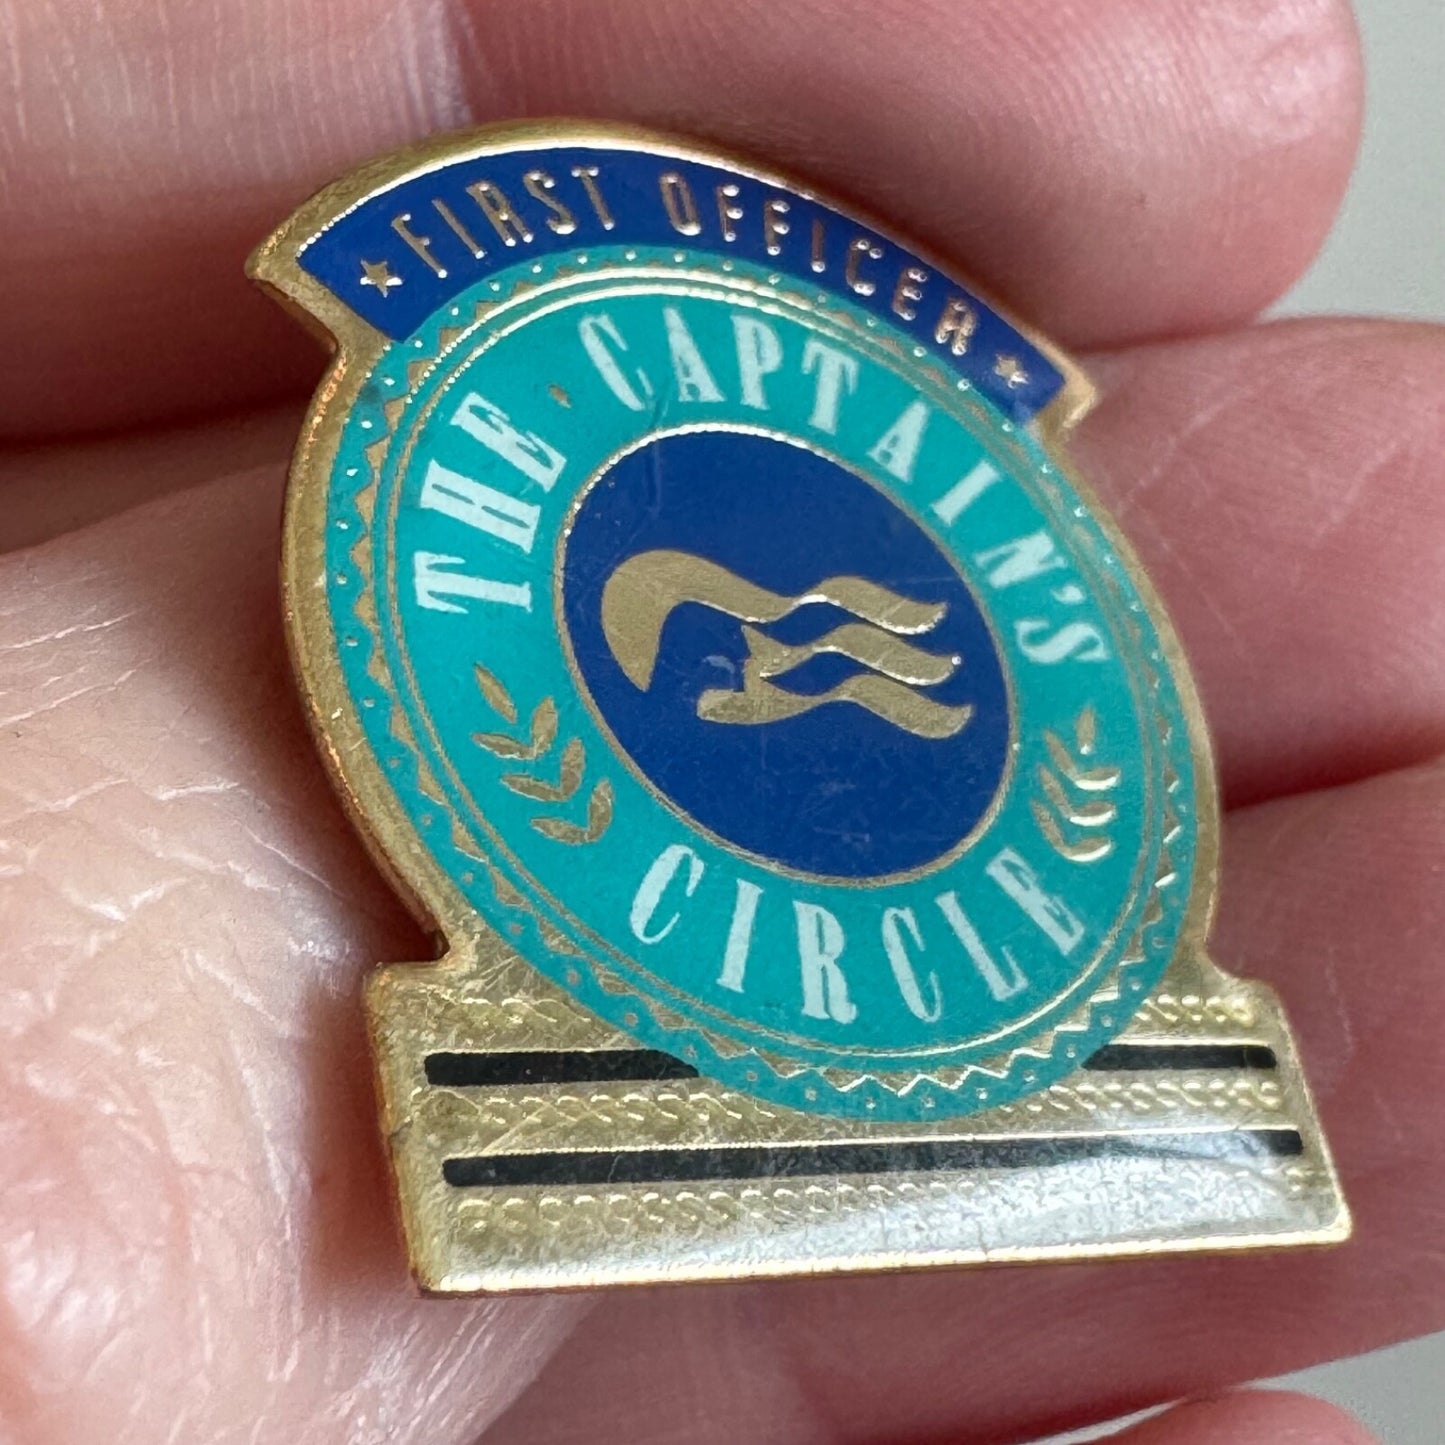 FIRST OFFICER
THE CAPTAIN'S
CIRCLE